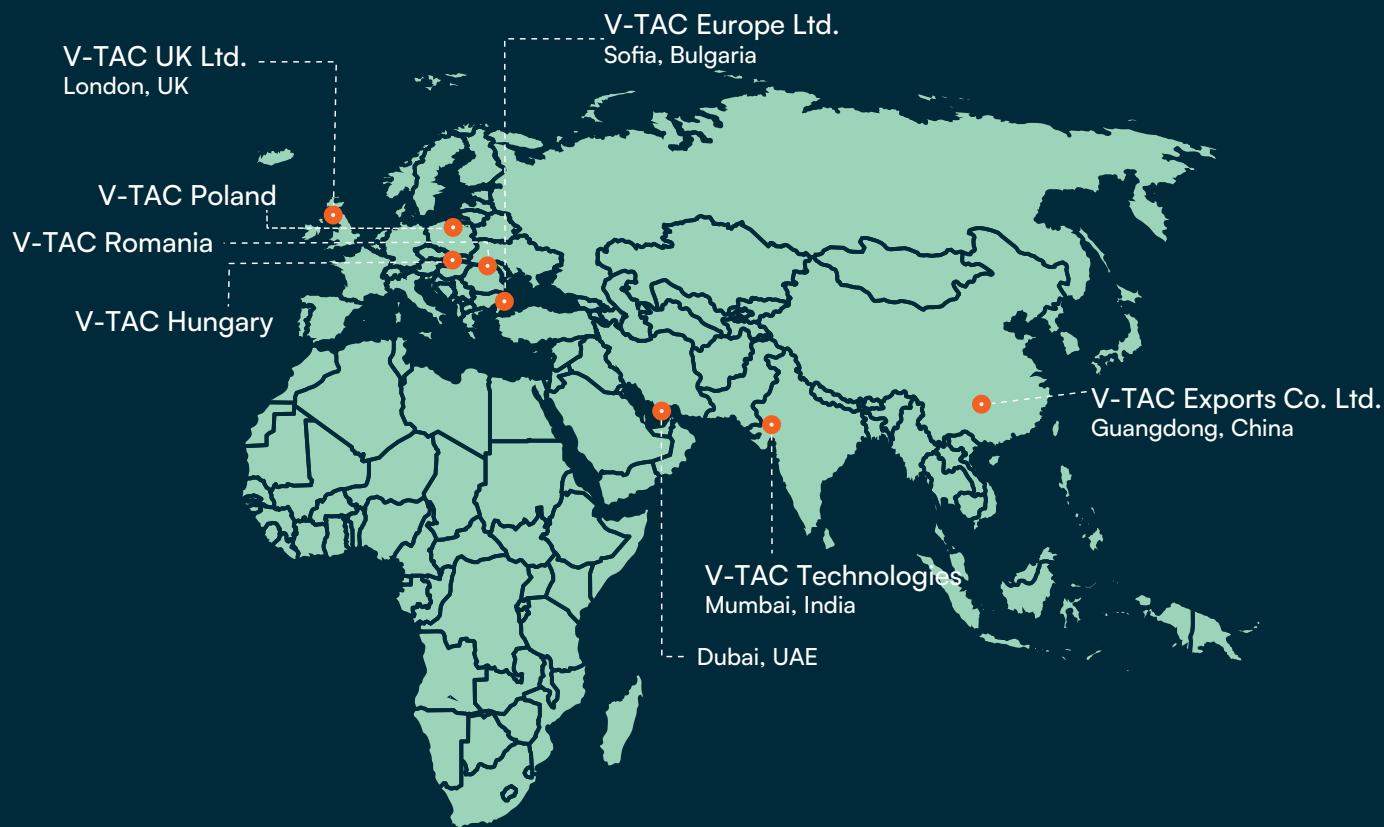 V-TAC Europe Ltd.
Sofia, Bulgaria
V-TAC UK Ltd.
London, UK
V-TAC Poland
V-TAC Romania
V-TAC Hungary
V-TAC Exports Co. Ltd.
Guangdong, China
V-TAC Technologies
Mumbai, India
Dubai, UAE